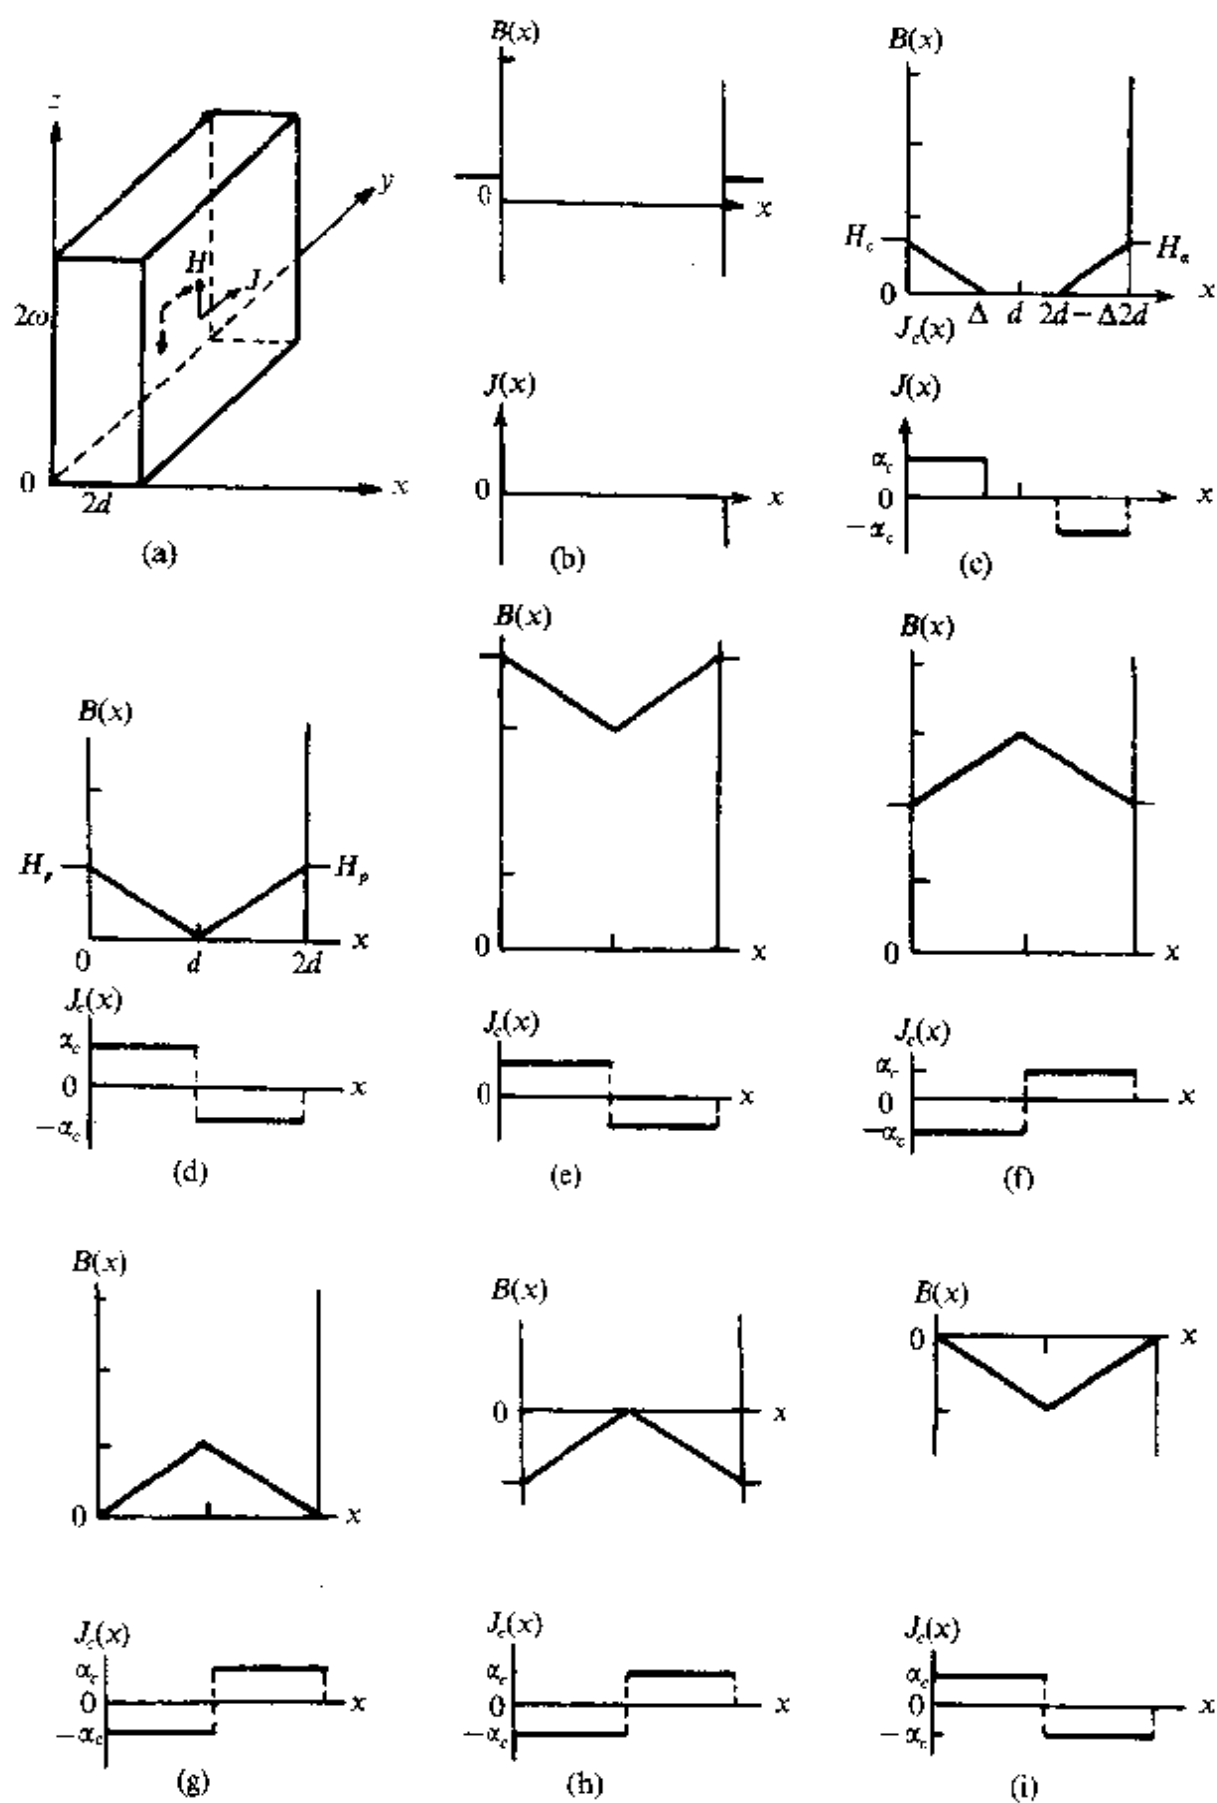 z
y
H
J
2ω
0
2d
x
(a)
B(x)
0
x
J(x)
0
x
(b)
B(x)
H_c
H_a
0
Δ d 2d-Δ 2d
x
J_c(x)
J(x)
α_c
0
x
-α_c
(c)
B(x)
H_p
H_p
0 d 2d x
J_c(x)
α_c
0
x
-α_c
(d)
B(x)
0
x
J_c(x)
0
x
(e)
B(x)
0
x
J_c(x)
α_c
0
x
-α_c
(f)
B(x)
0
x
J_c(x)
α_c
0
x
-α_c
(g)
B(x)
0
x
J_c(x)
α_c
0
x
-α_c
(h)
B(x)
0
x
J_c(x)
α_c
0
x
-α_c
(i)